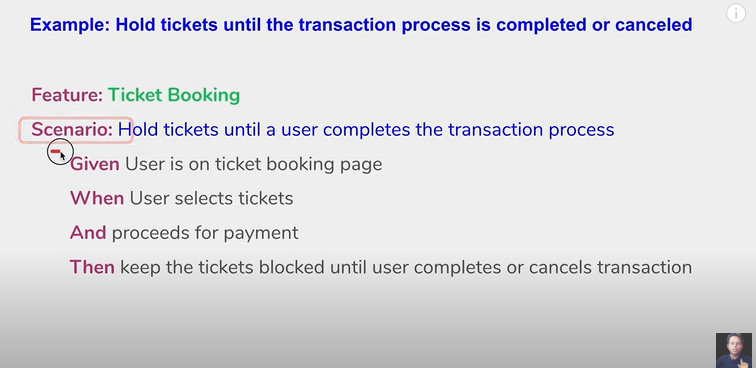 Example: Hold tickets until the transaction process is completed or canceled
Feature: Ticket Booking
Scenario: Hold tickets until a user completes the transaction process
Given User is on ticket booking page
When User selects tickets
And proceeds for payment
Then keep the tickets blocked until user completes or cancels transaction